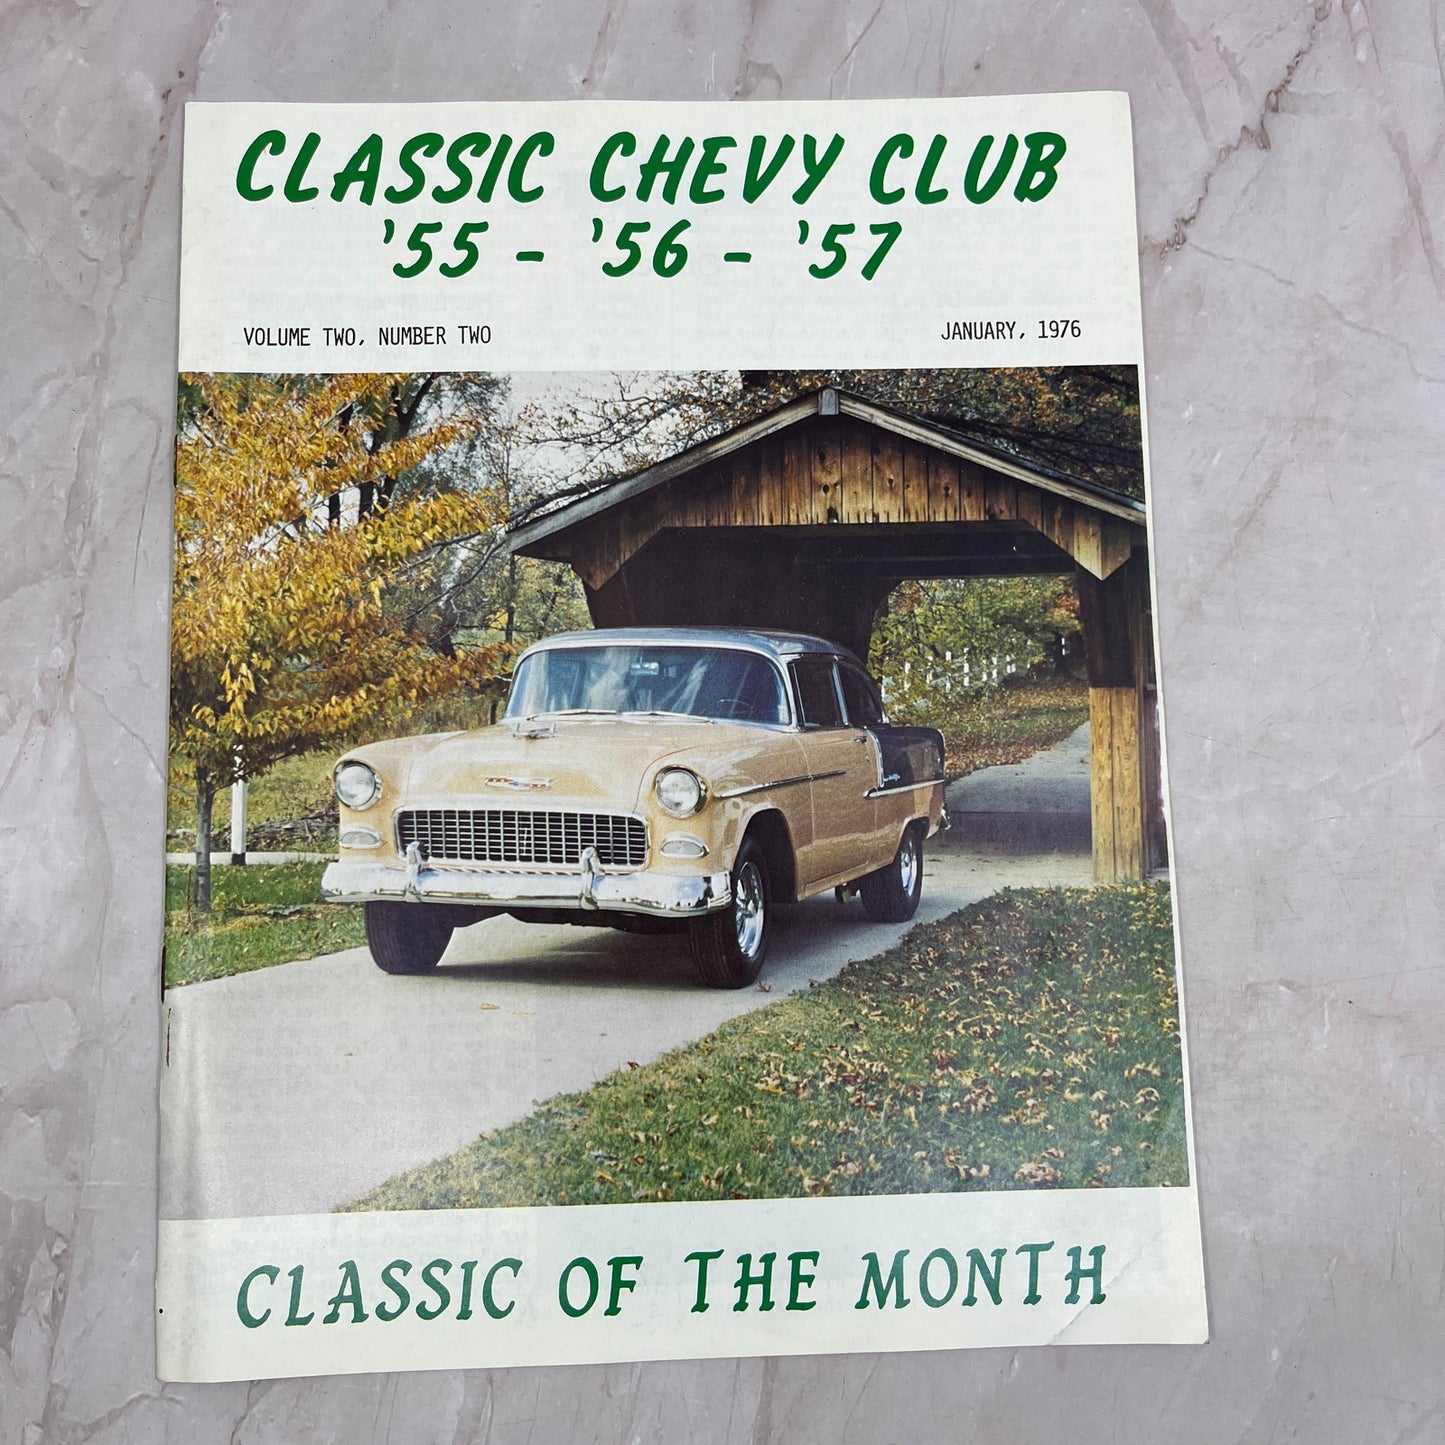 CLASSIC CHEVY CLUB
'55 - '56 - '57
VOLUME TWO, NUMBER TWO
JANUARY, 1976
CLASSIC OF THE MONTH